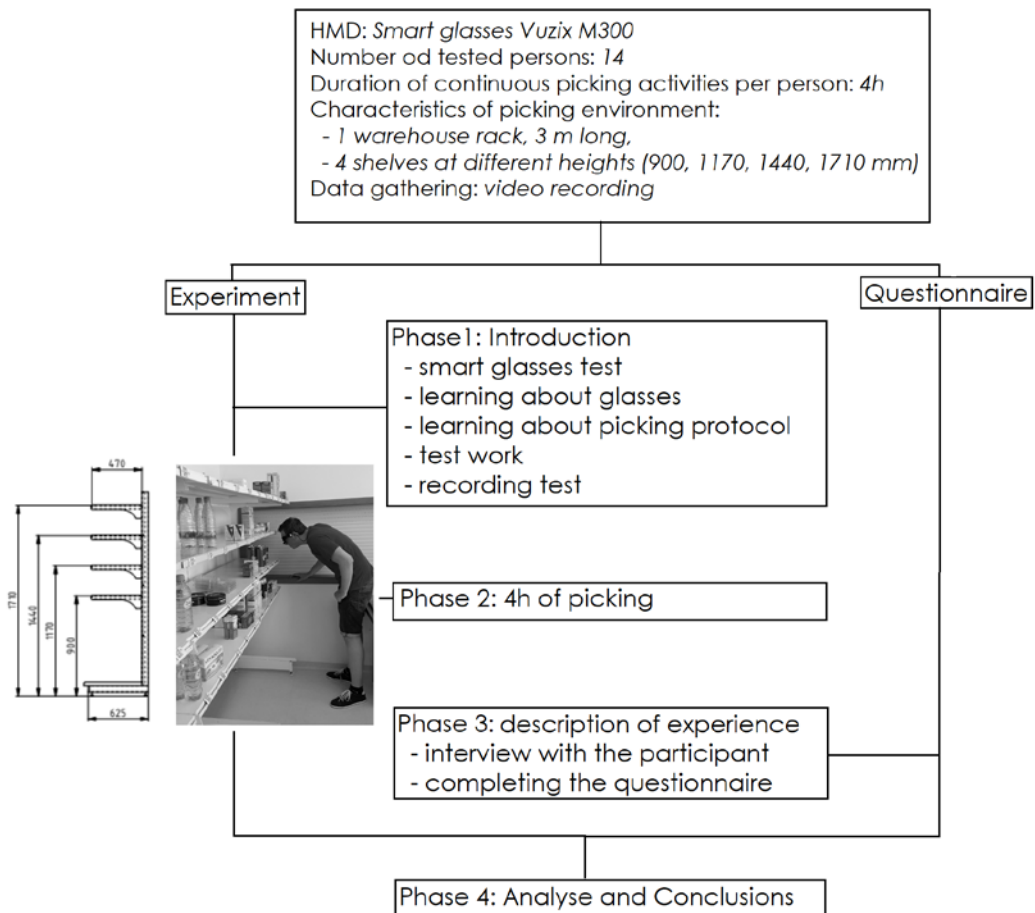 HMD: Smart glasses Vuzix M300
Number od tested persons: 14
Duration of continuous picking activities per person: 4h
Characteristics of picking environment:
- 1 warehouse rack, 3 m long,
- 4 shelves at different heights (900, 1170, 1440, 1710 mm)
Data gathering: video recording
Experiment
Questionnaire
Phase1: Introduction
- smart glasses test
- learning about glasses
- learning about picking protocol
- test work
- recording test
470
1710
1440
1170
900
625
Phase 2: 4h of picking
Phase 3: description of experience
- interview with the participant
- completing the questionnaire
Phase 4: Analyse and Conclusions